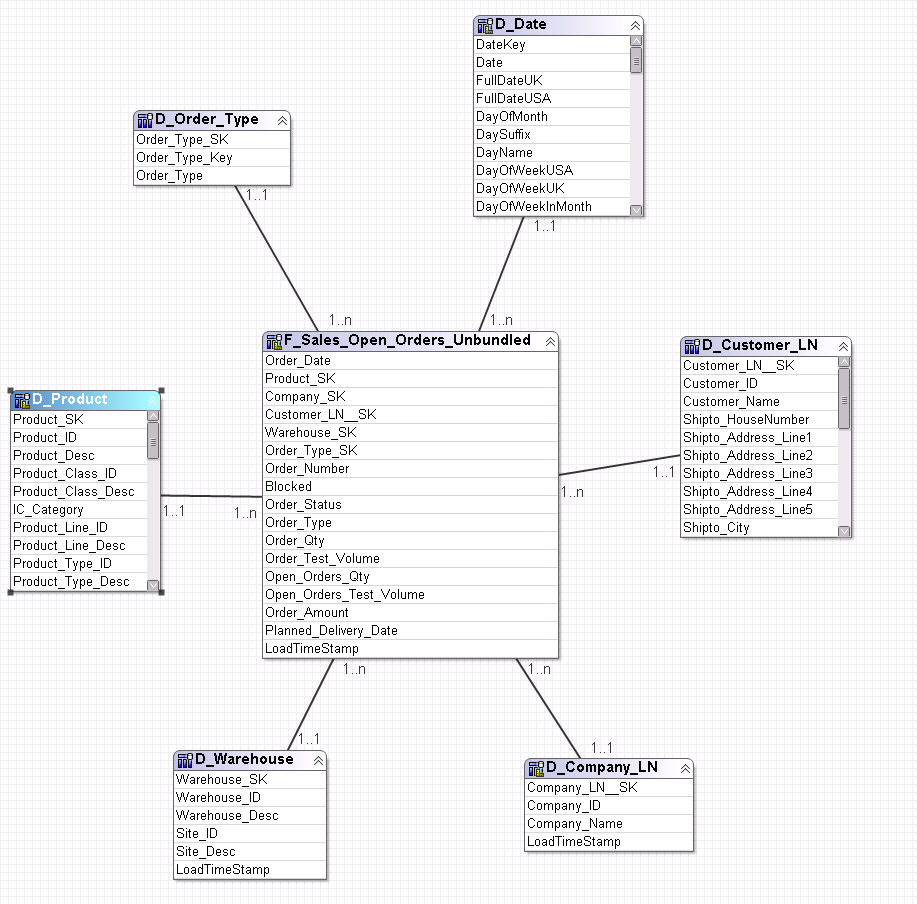 D_Date
DateKey
Date
FullDateUK
FullDateUSA
DayOfMonth
DaySuffix
DayName
DayOfWeekUSA
DayOfWeekUK
DayOfWeekInMonth
1..1
D_Order_Type
Order_Type_SK
Order_Type_Key
Order_Type
1..1
1..n
1..n
F_Sales_Open_Orders_Unbundled
Order_Date
Product_SK
Company_SK
Customer_LN__SK
Warehouse_SK
Order_Type_SK
Order_Number
Blocked
Order_Status
Order_Type
Order_Qty
Order_Test_Volume
Open_Orders_Qty
Open_Orders_Test_Volume
Order_Amount
Planned_Delivery_Date
LoadTimeStamp
D_Customer_LN
Customer_LN__SK
Customer_ID
Customer_Name
Shipto_HouseNumber
Shipto_Address_Line1
Shipto_Address_Line2
Shipto_Address_Line3
Shipto_Address_Line4
Shipto_Address_Line5
Shipto_City
1..1
1..n
D_Product
Product_SK
Product_ID
Product_Desc
Product_Class_ID
Product_Class_Desc
IC_Category
Product_Line_ID
Product_Line_Desc
Product_Type_ID
Product_Type_Desc
1..1
1..n
1..n
1..n
1..1
1..1
D_Warehouse
Warehouse_SK
Warehouse_ID
Warehouse_Desc
Site_ID
Site_Desc
LoadTimeStamp
D_Company_LN
Company_LN__SK
Company_ID
Company_Name
LoadTimeStamp